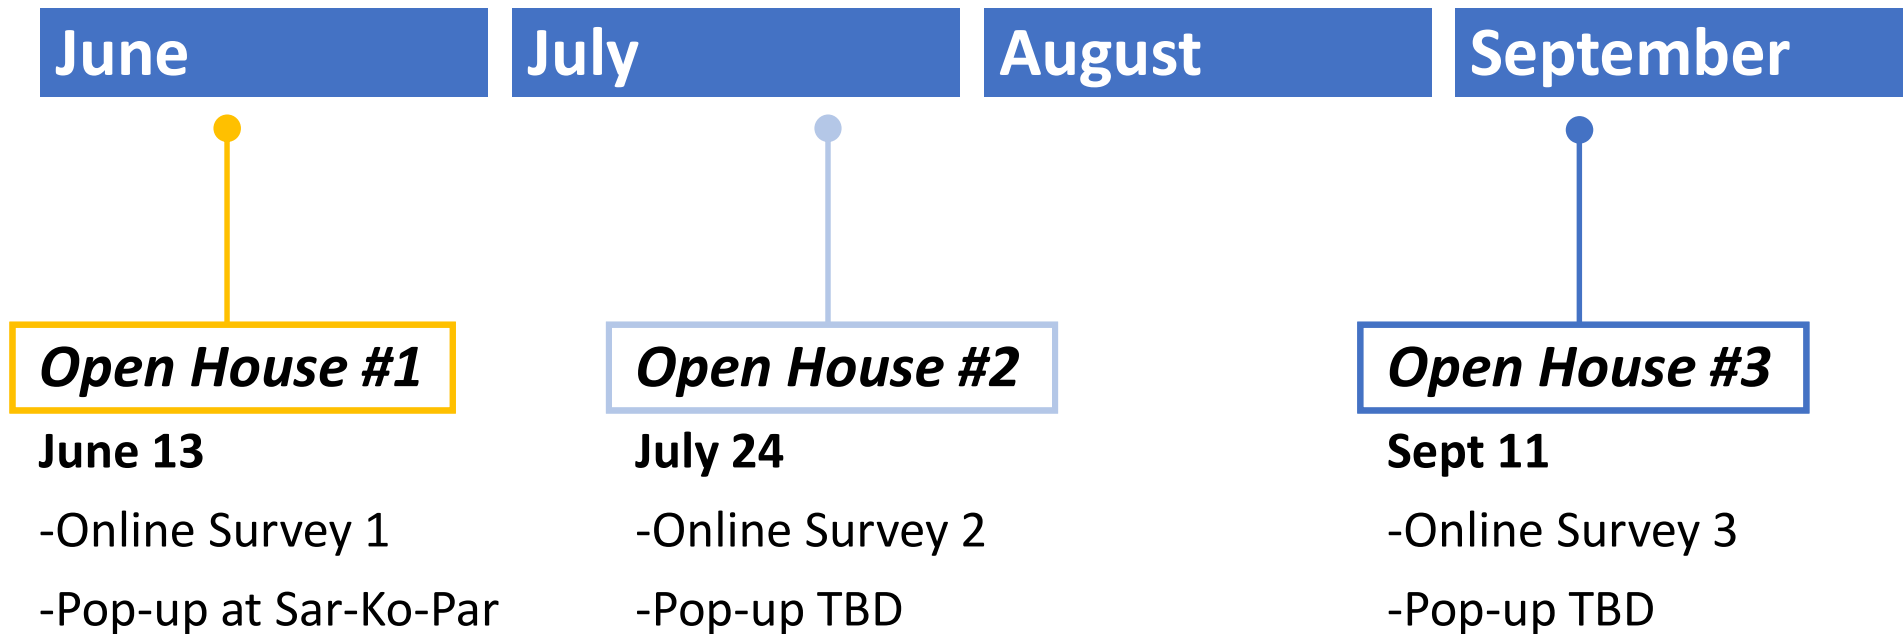 June
July
August
September
Open House #1
June 13
-Online Survey 1
-Pop-up at Sar-Ko-Par
Open House #2
July 24
-Online Survey 2
-Pop-up TBD
Open House #3
Sept 11
-Online Survey 3
-Pop-up TBD